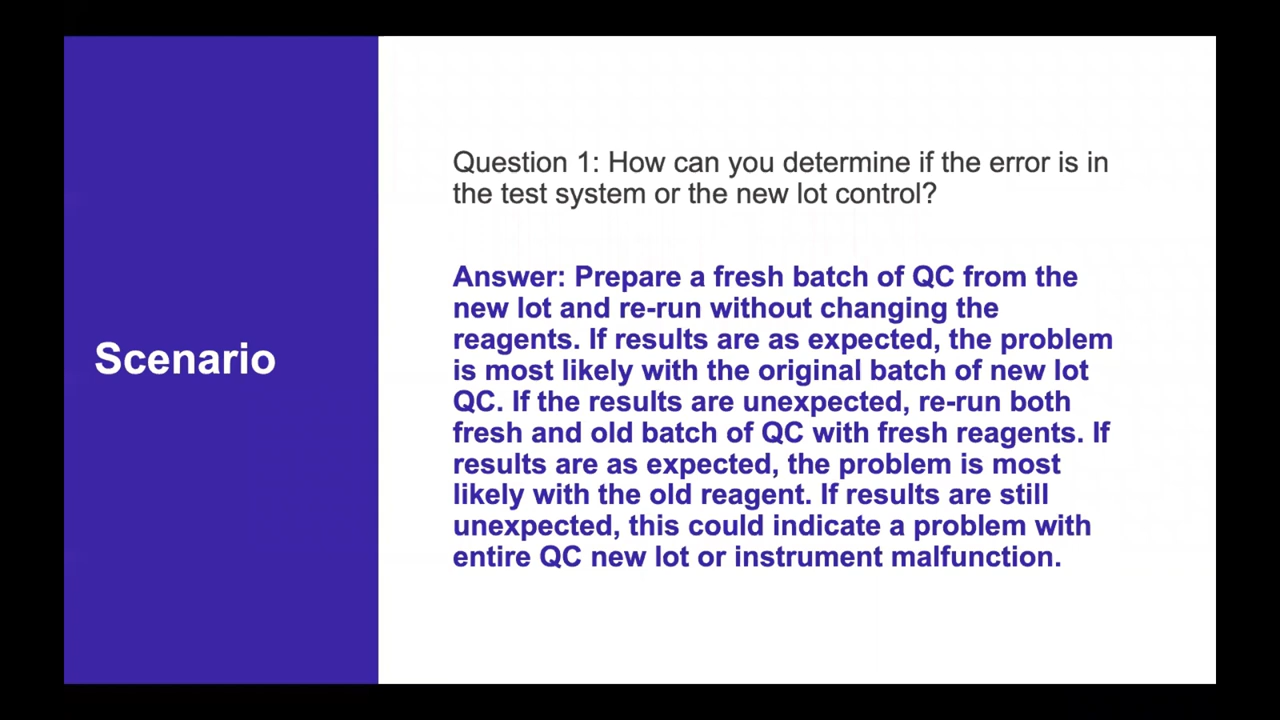 Scenario
Question 1: How can you determine if the error is in
the test system or the new lot control?
Answer: Prepare a fresh batch of QC from the
new lot and re-run without changing the
reagents. If results are as expected, the problem
is most likely with the original batch of new lot
QC. If the results are unexpected, re-run both
fresh and old batch of QC with fresh reagents. If
results are as expected, the problem is most
likely with the old reagent. If results are still
unexpected, this could indicate a problem with
entire QC new lot or instrument malfunction.